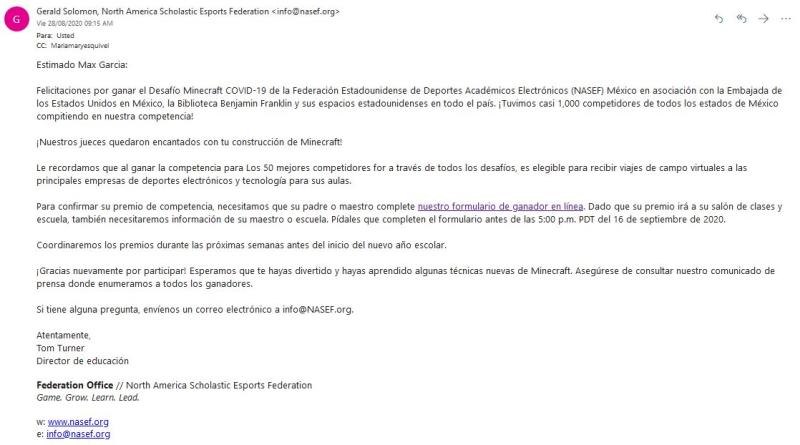 G
Gerald Solomon, North America Scholastic Esports Federation <info@nasef.org>
Vie 28/08/2020 09:15 AM
Para: Usted
CC: Mariamaryesquivel
Estimado Max Garcia:
Felicitaciones por ganar el Desafío Minecraft COVID-19 de la Federación Estadounidense de Deportes Académicos Electrónicos (NASEF) México en asociación con la Embajada de
los Estados Unidos en México, la Biblioteca Benjamin Franklin y sus espacios estadounidenses en todo el país. ¡Tuvimos casi 1,000 competidores de todos los estados de México
compitiendo en nuestra competencia!
¡Nuestros jueces quedaron encantados con tu construcción de Minecraft!
Le recordamos que al ganar la competencia para Los 50 mejores competidores for a través de todos los desafíos, es elegible para recibir viajes de campo virtuales a las
principales empresas de deportes electrónicos y tecnología para sus aulas.
Para confirmar su premio de competencia, necesitamos que su padre o maestro complete nuestro formulario de ganador en línea. Dado que su premio irá a su salón de clases y
escuela, también necesitaremos información de su maestro o escuela. Pídales que completen el formulario antes de las 5:00 p.m. PDT del 16 de septiembre de 2020.
Coordinaremos los premios durante las próximas semanas antes del inicio del nuevo año escolar.
¡Gracias nuevamente por participar! Esperamos que te hayas divertido y hayas aprendido algunas técnicas nuevas de Minecraft. Asegúrese de consultar nuestro comunicado de
prensa donde enumeramos a todos los ganadores.
Si tiene alguna pregunta, envíenos un correo electrónico a info@NASEF.org.
Atentamente,
Tom Turner
Director de educación
Federation Office // North America Scholastic Esports Federation
Game. Grow. Learn. Lead.
w: www.nasef.org
e: info@nasef.org